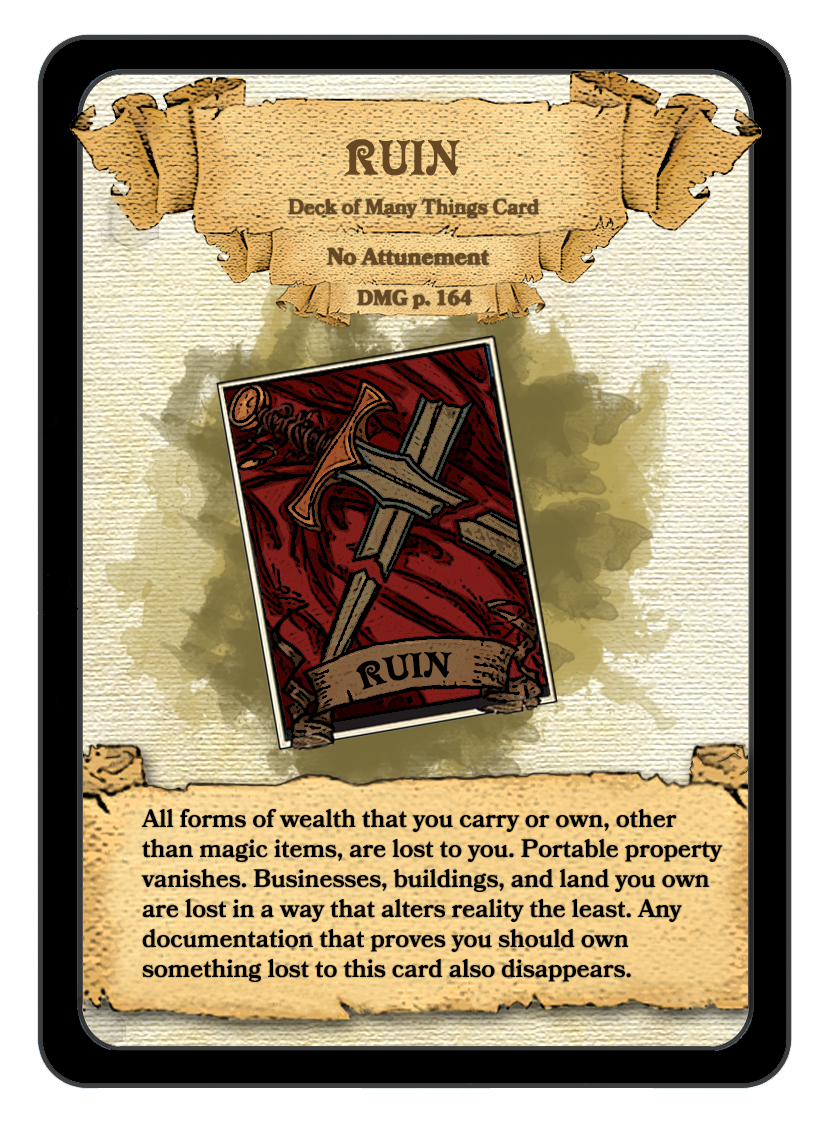 RUIN
Deck of Many Things Card
No Attunement
DMG p. 164
RUIN
All forms of wealth that you carry or own, other
than magic items, are lost to you. Portable property
vanishes. Businesses, buildings, and land you own
are lost in a way that alters reality the least. Any
documentation that proves you should own
something lost to this card also disappears.